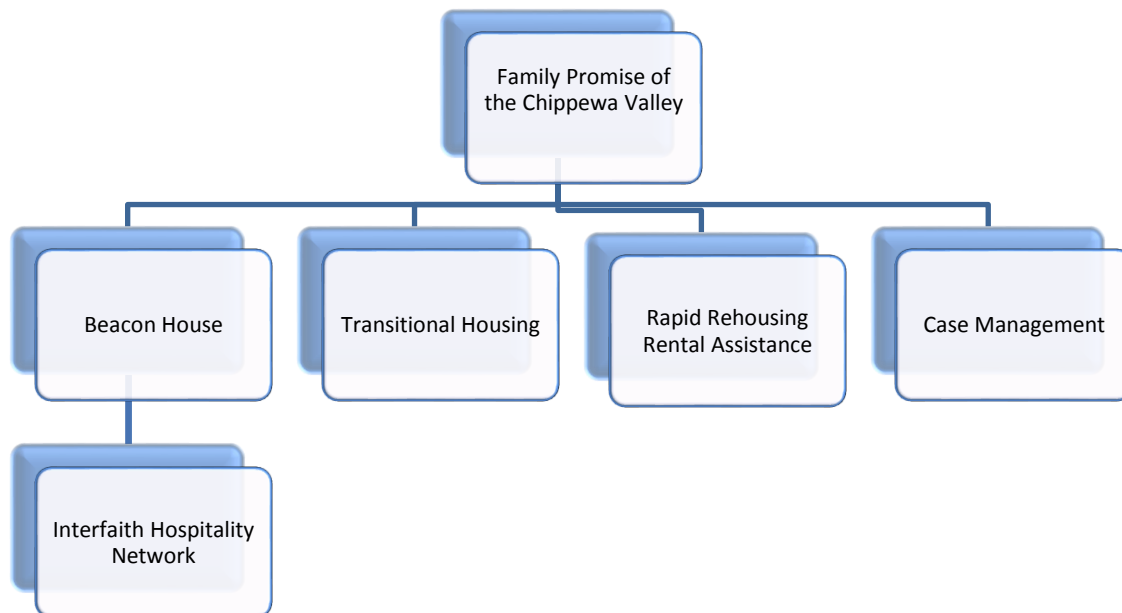 Family Promise of
the Chippewa Valley
Beacon House
Transitional Housing
Rapid Rehousing
Rental Assistance
Case Management
Interfaith Hospitality
Network